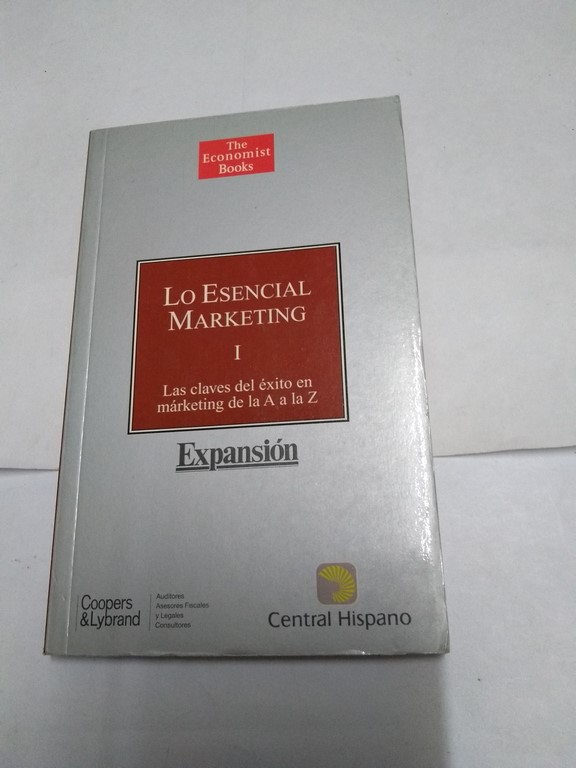 The
Economist
Books
LO ESENCIAL
MARKETING
I
Las claves del éxito en
márketing de la A a la Z
Expansión
Coopers
&Lybrand
Auditores
Asesores Fiscales
y Legales
Consultores
Central Hispano